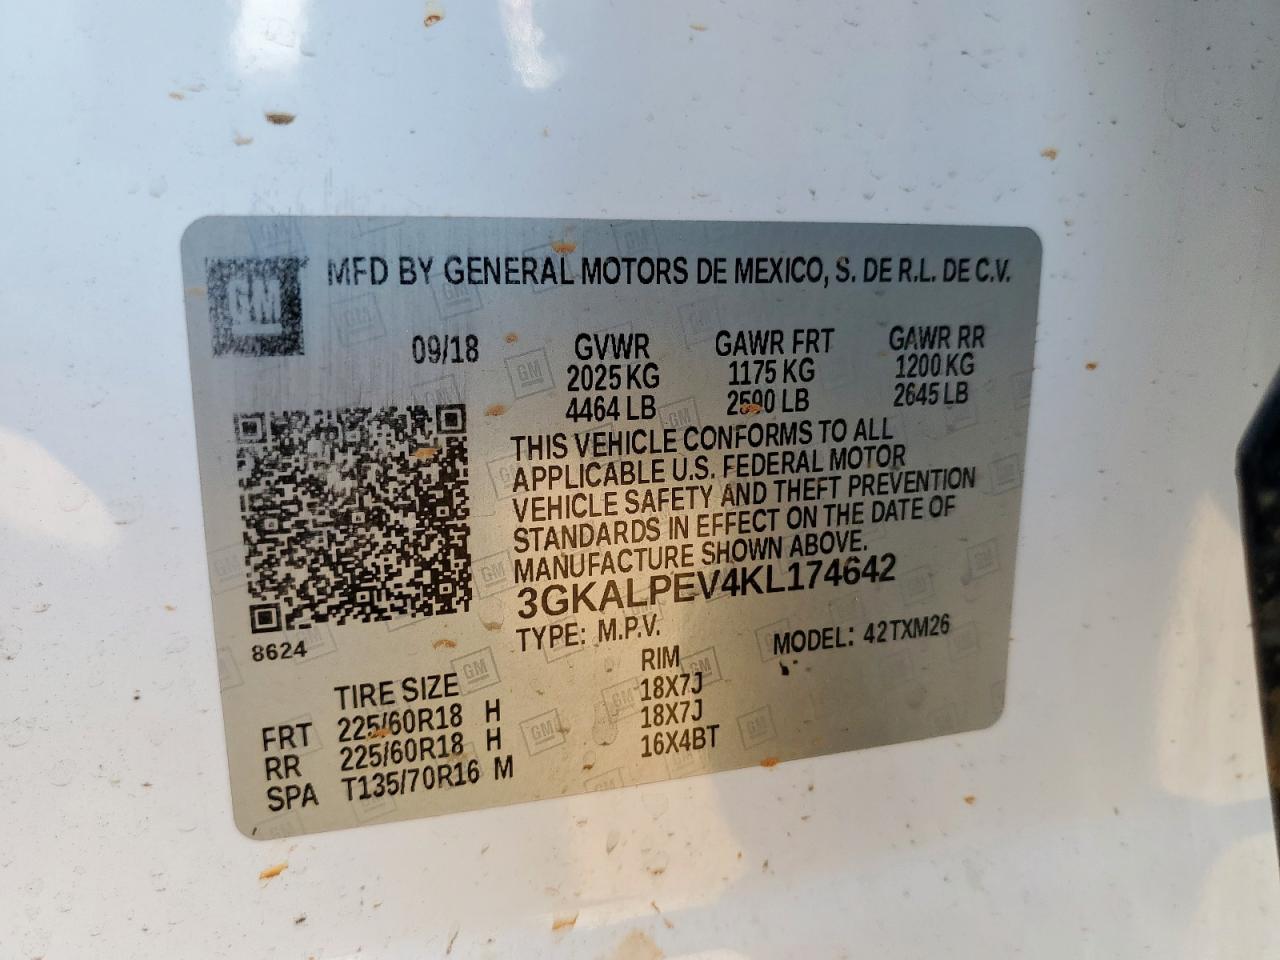 GM
MFD BY GENERAL MOTORS DE MEXICO, S. DE R.L. DE C.V.
09/18 GVWR GAWR FRT GAWR RR
2025 KG 1175 KG 1200 KG
4464 LB 2590 LB 2645 LB
THIS VEHICLE CONFORMS TO ALL
APPLICABLE U.S. FEDERAL MOTOR
VEHICLE SAFETY AND THEFT PREVENTION
STANDARDS IN EFFECT ON THE DATE OF
MANUFACTURE SHOWN ABOVE.
3GKALPEV4KL174642
TYPE: M.P.V. MODEL: 42TXM26
8624
TIRE SIZE RIM
FRT 225/60R18 H 18X7J
RR 225/60R18 H 18X7J
SPA T135/70R16 M 16X4BT